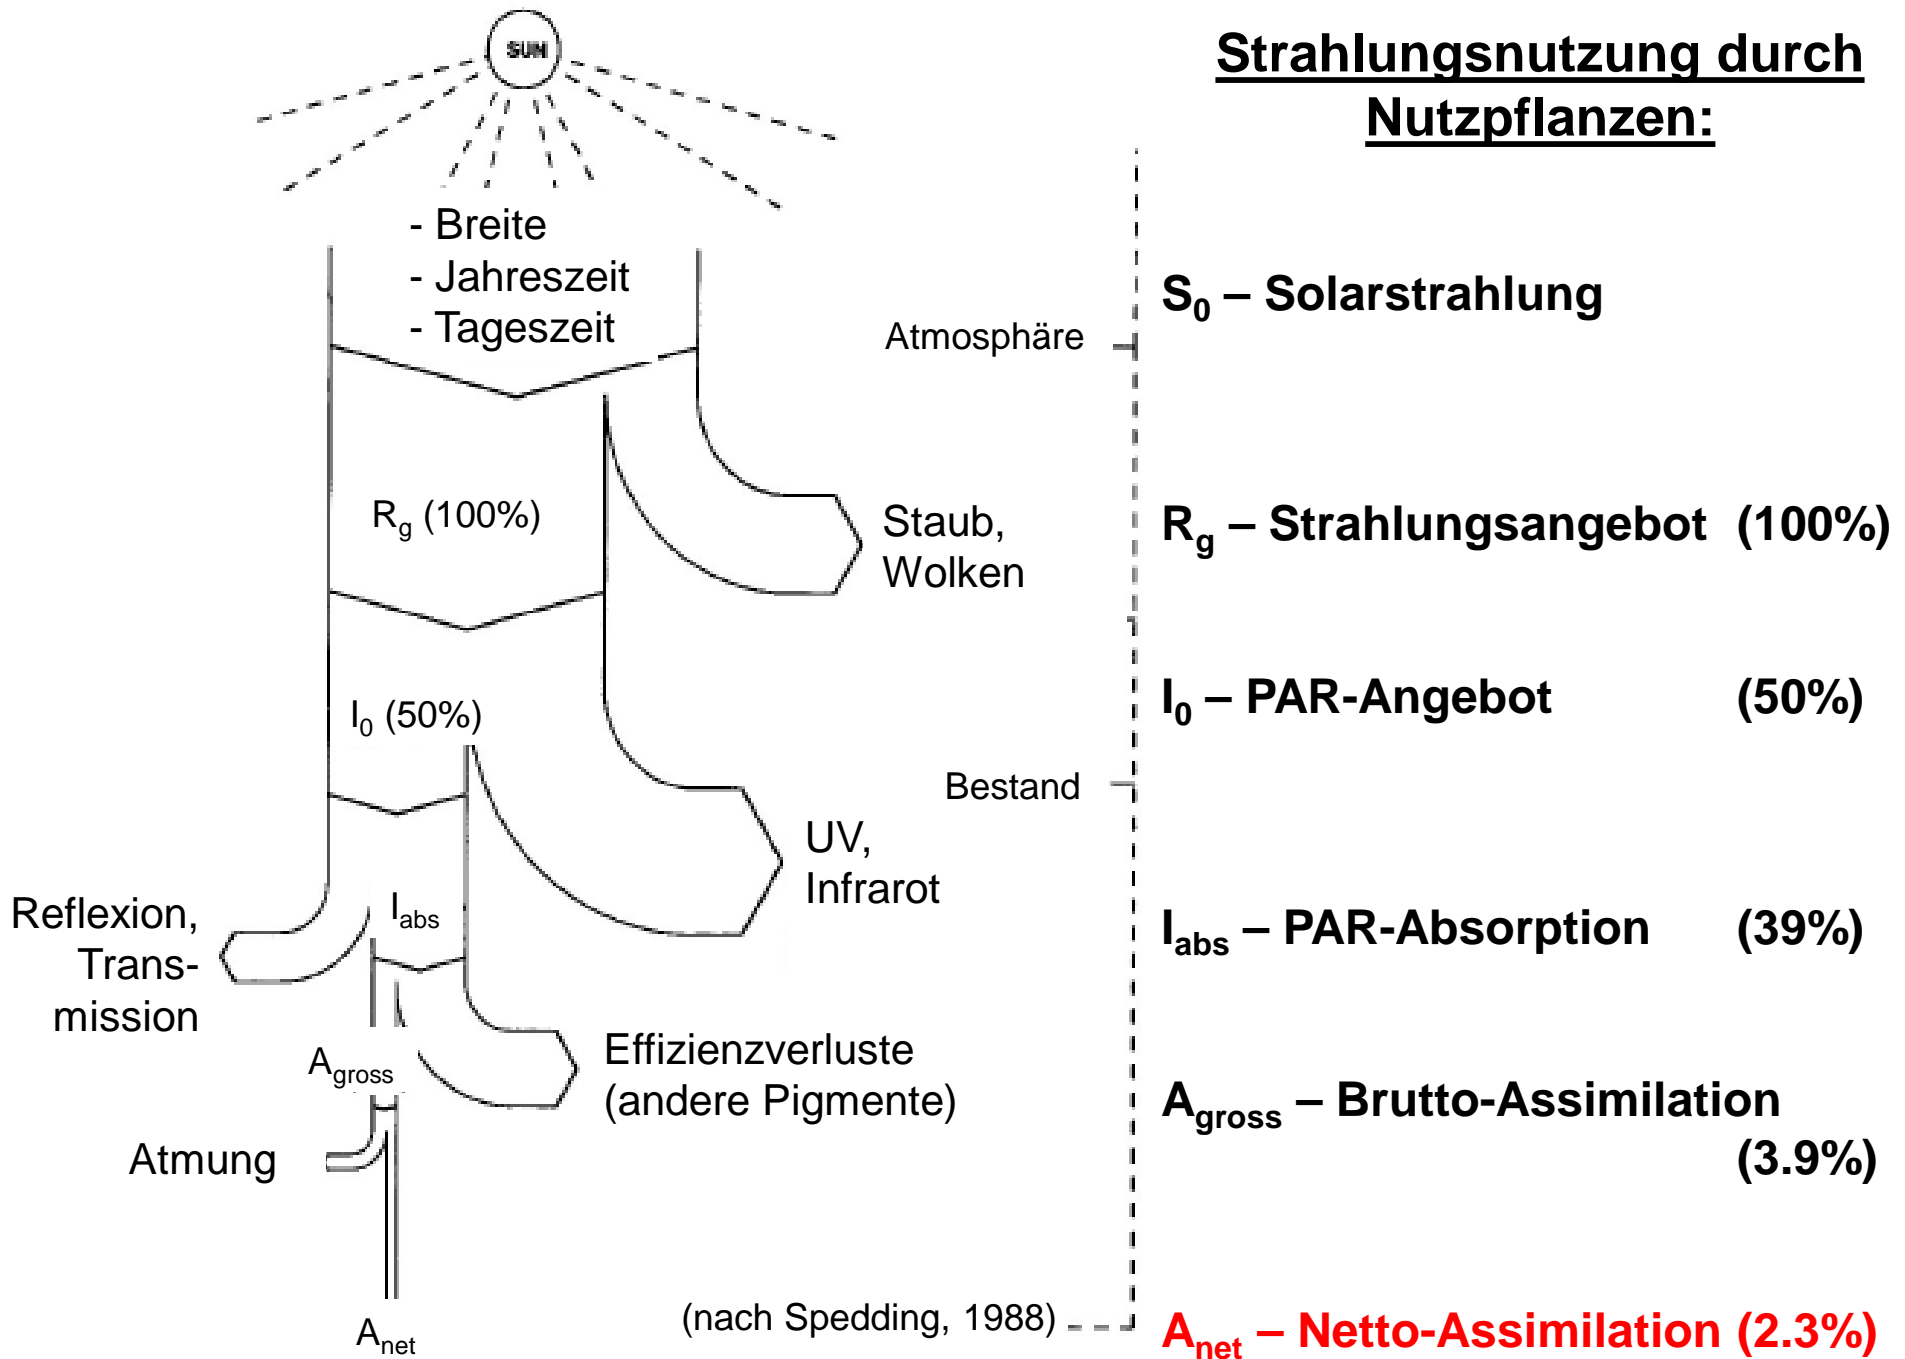 SUN
Strahlungsnutzung durch
Nutzpflanzen:
- Breite
- Jahreszeit
- Tageszeit
Atmosphäre
S0 – Solarstrahlung
Rg (100%)
Staub,
Wolken
Rg – Strahlungsangebot (100%)
I0 (50%)
I0 – PAR-Angebot (50%)
Bestand
UV,
Infrarot
Reflexion,
Trans-
mission
Iabs
Iabs – PAR-Absorption (39%)
Agross
Effizienzverluste
(andere Pigmente)
Agross – Brutto-Assimilation
(3.9%)
Atmung
Anet
(nach Spedding, 1988)
Anet – Netto-Assimilation (2.3%)